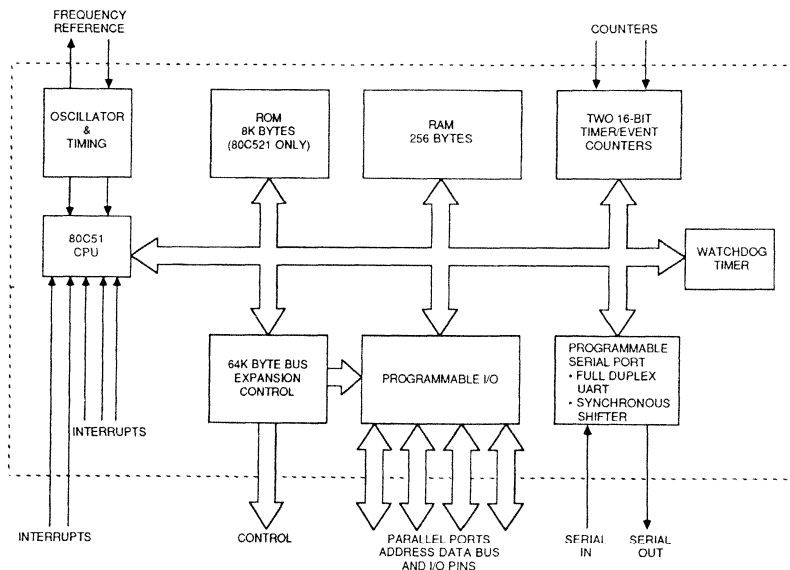 FREQUENCY
REFERENCE
COUNTERS
OSCILLATOR
&
TIMING
ROM
8K BYTES
(80C521 ONLY)
RAM
256 BYTES
TWO 16-BIT
TIMER/EVENT
COUNTERS
80C51
CPU
WATCHDOG
TIMER
64K BYTE BUS
EXPANSION
CONTROL
PROGRAMMABLE I/O
PROGRAMMABLE
SERIAL PORT
• FULL DUPLEX
UART
• SYNCHRONOUS
SHIFTER
INTERRUPTS
INTERRUPTS
CONTROL
PARALLEL PORTS
ADDRESS DATA BUS
AND I/O PINS
SERIAL
IN
SERIAL
OUT